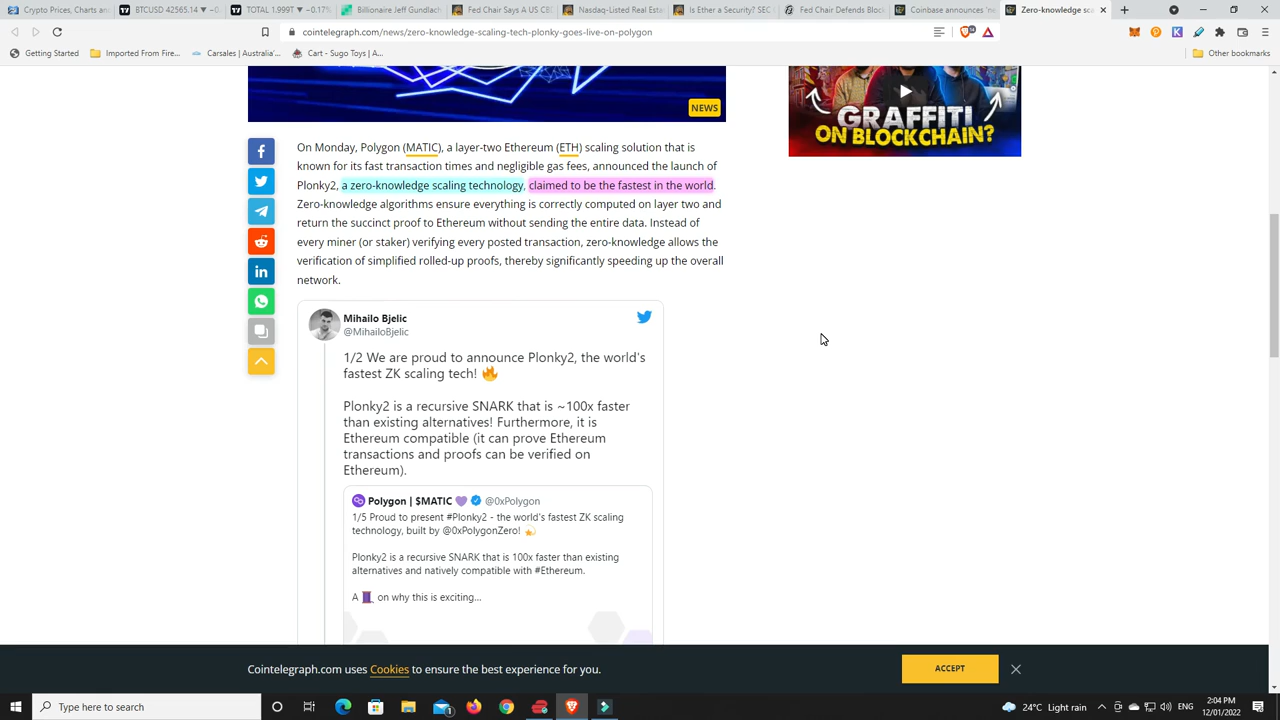 Crypto Prices, Charts an
BTCUSD 42565.14 ▼ −0.
TOTAL 1.999T ▼ −0.17%
Billionaire Jeff Gundlach
Fed Chair Says A US CB
Nasdaq-Listed Real Esta
Is Ether a Security? SEC
Fed Chair Defends Block
Coinbase announces 'ne
Zero-knowledge sc
cointelegraph.com/news/zero-knowledge-scaling-tech-plonky-goes-live-on-polygon
Getting Started
Imported From Fire...
Carsales | Australia'...
Cart - Sugo Toys | A...
Other bookmarks
NEWS
GRAFFITI
ON BLOCKCHAIN?
On Monday, Polygon (MATIC), a layer-two Ethereum (ETH) scaling solution that is
known for its fast transaction times and negligible gas fees, announced the launch of
Plonky2, a zero-knowledge scaling technology, claimed to be the fastest in the world.
Zero-knowledge algorithms ensure everything is correctly computed on layer two and
return the succinct proof to Ethereum without sending the entire data. Instead of
every miner (or staker) verifying every posted transaction, zero-knowledge allows the
verification of simplified rolled-up proofs, thereby significantly speeding up the overall
network.
Mihailo Bjelic
@MihailoBjelic
1/2 We are proud to announce Plonky2, the world's
fastest ZK scaling tech! 🔥
Plonky2 is a recursive SNARK that is ~100x faster
than existing alternatives! Furthermore, it is
Ethereum compatible (it can prove Ethereum
transactions and proofs can be verified on
Ethereum).
Polygon | $MATIC 💜 @0xPolygon
1/5 Proud to present #Plonky2 - the world's fastest ZK scaling
technology, built by @0xPolygonZero! 💫
Plonky2 is a recursive SNARK that is 100x faster than existing
alternatives and natively compatible with #Ethereum.
A 🧵 on why this is exciting...
Cointelegraph.com uses Cookies to ensure the best experience for you.
ACCEPT
Type here to search
24°C Light rain
2:04 PM
12/01/2022